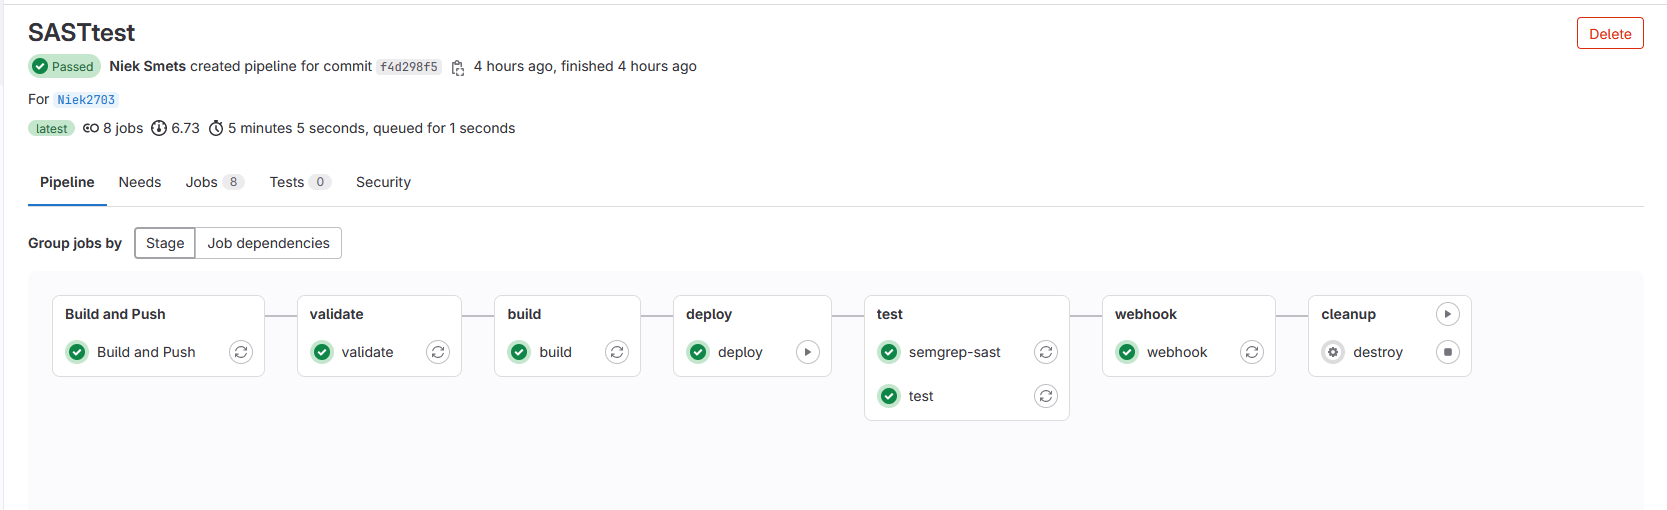 SASTtest
Delete
Passed Niek Smets created pipeline for commit f4d298f5 4 hours ago, finished 4 hours ago
For Niek2703
latest 8 jobs 6.73 5 minutes 5 seconds, queued for 1 seconds
Pipeline Needs Jobs 8 Tests 0 Security
Group jobs by Stage Job dependencies
Build and Push validate build deploy test webhook cleanup
Build and Push validate build deploy semgrep-sast webhook destroy
test